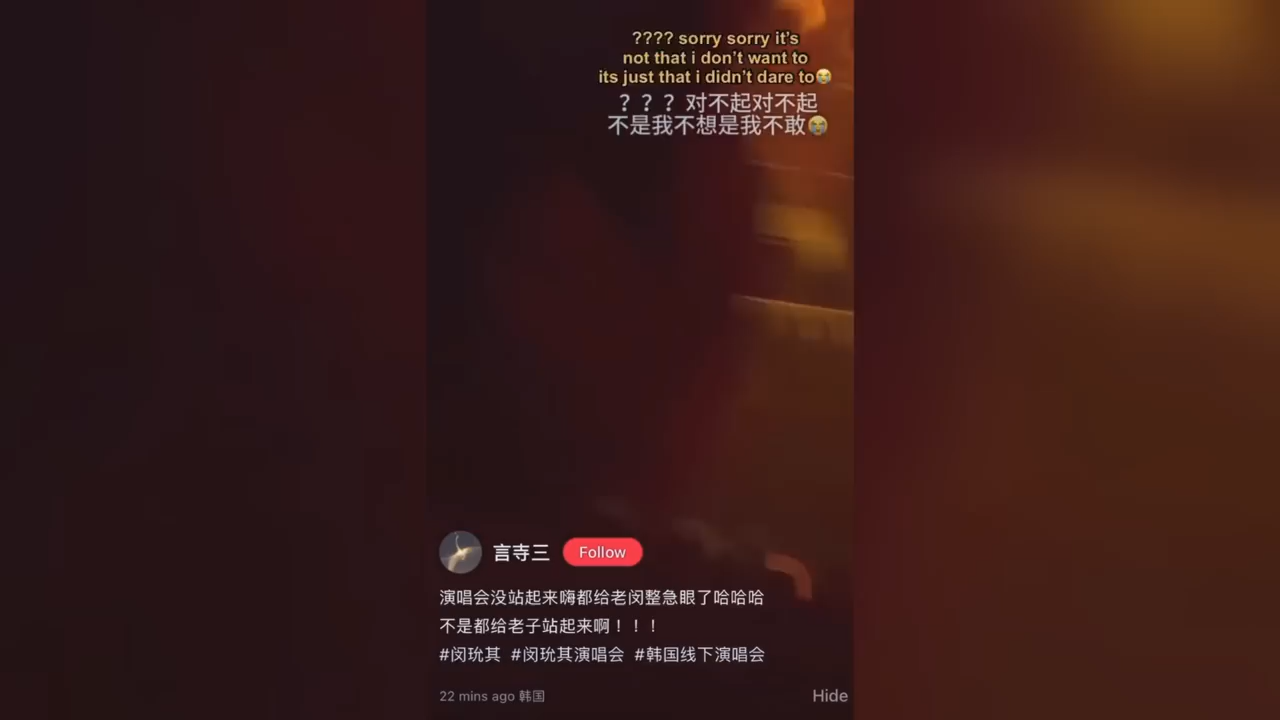 ???? sorry sorry it's
not that i don't want to
its just that i didn't dare to😭
？？？对不起对不起
不是我不想是我不敢😭
言寺三 Follow
演唱会没站起来嗨都给老闵整急眼了哈哈哈
不是都给老子站起来啊！！！
#闵玧其 #闵玧其演唱会 #韩国线下演唱会
22 mins ago 韩国 Hide